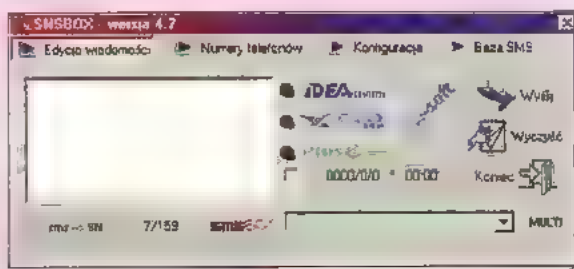 SMSBOX - wersja 4.7
Edycja wiadomości Numery telefonów Konfiguracja Baza SMS
IDEA
Wyślij
Wyczyść
PLUS
0000/0/0 * 00:00 Koniec
7/159
MULTI